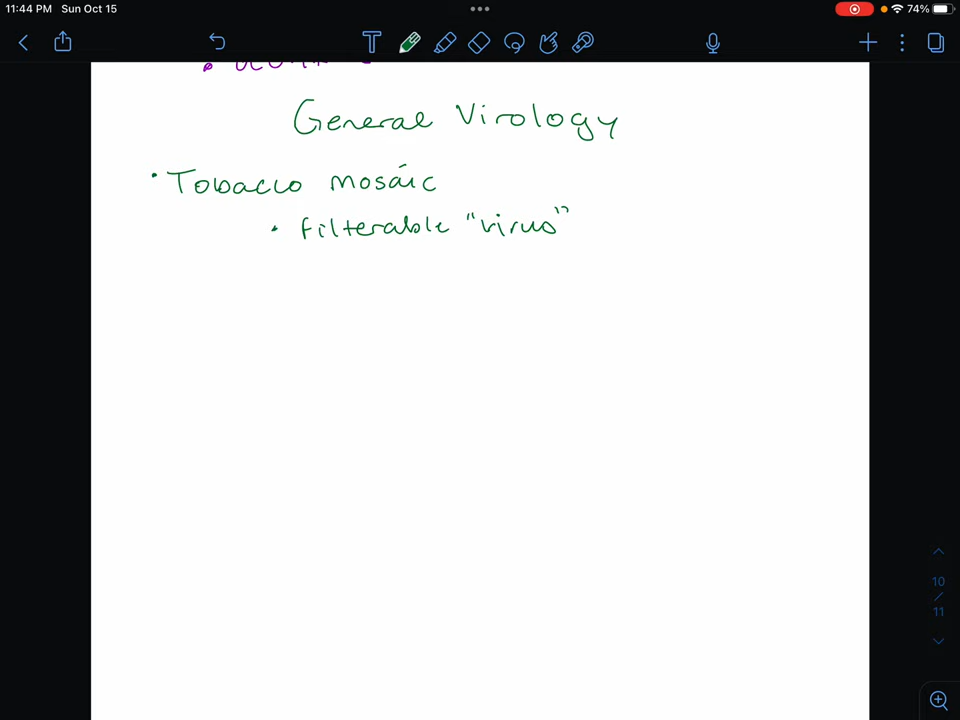 11:44 PM Sun Oct 15
74%
General Virology
• Tobacco mosaic
• filterable "virus"
10
/
11